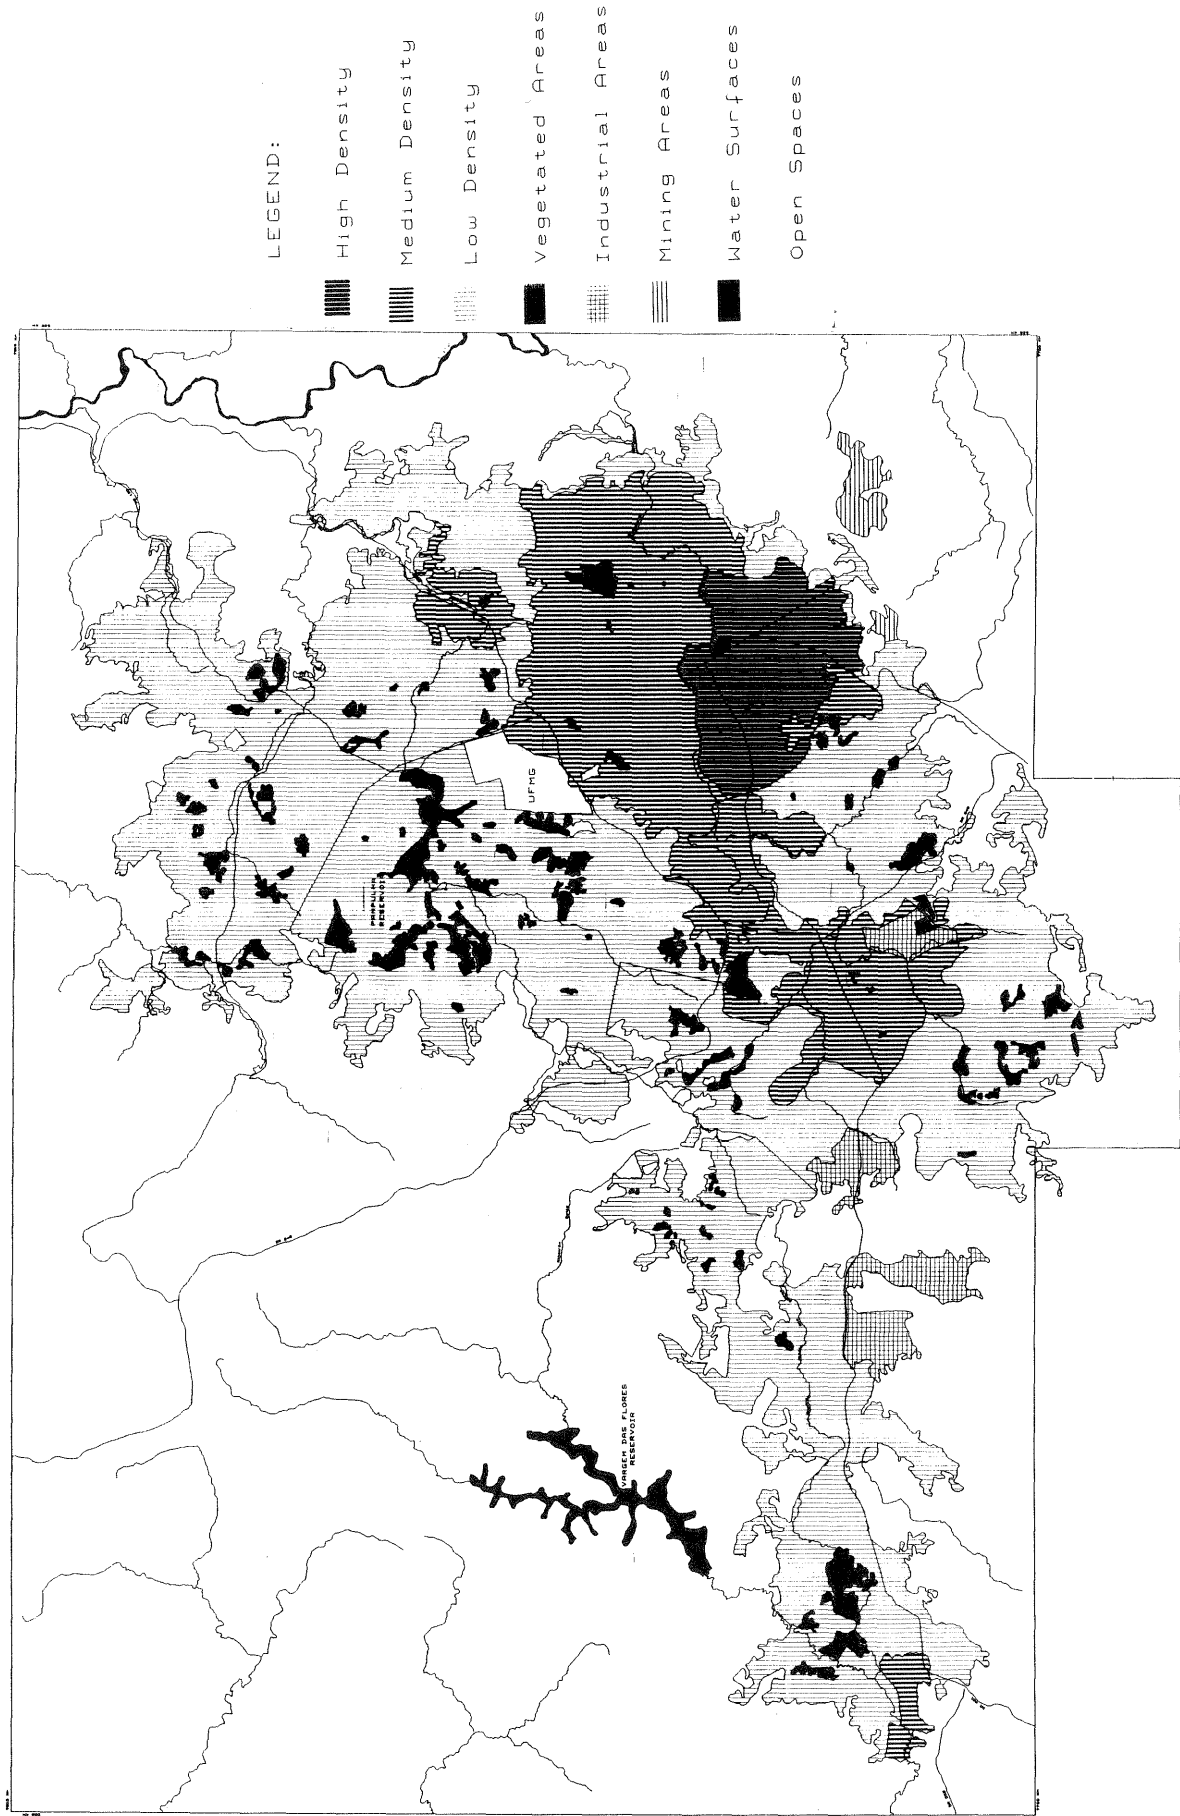 LEGEND:
High Density
Medium Density
Low Density
Vegetated Areas
Industrial Areas
Mining Areas
Water Surfaces
Open Spaces
UFMG
PAMPULHA
RESERVOIR
VARGEM DAS FLORES
RESERVOIR